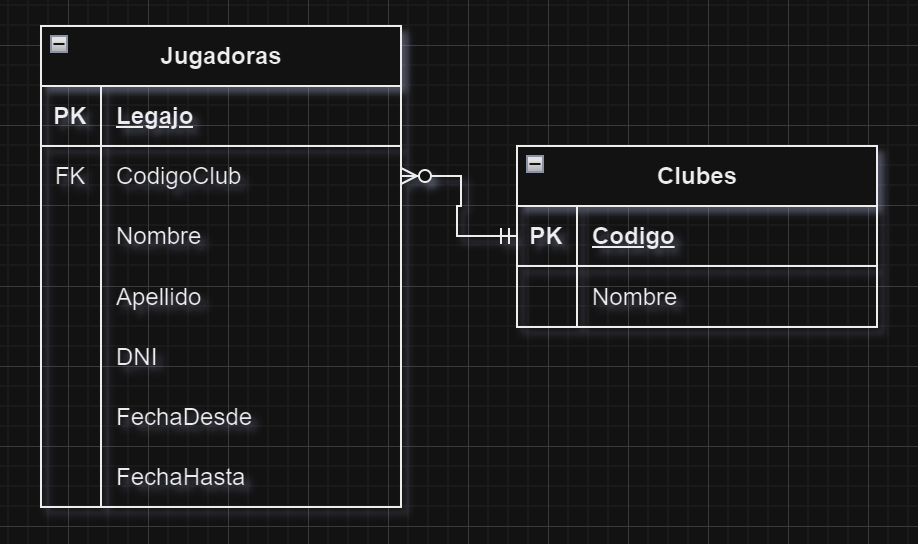 Jugadoras
PK Legajo
FK CodigoClub
Nombre
Apellido
DNI
FechaDesde
FechaHasta
Clubes
PK Codigo
Nombre